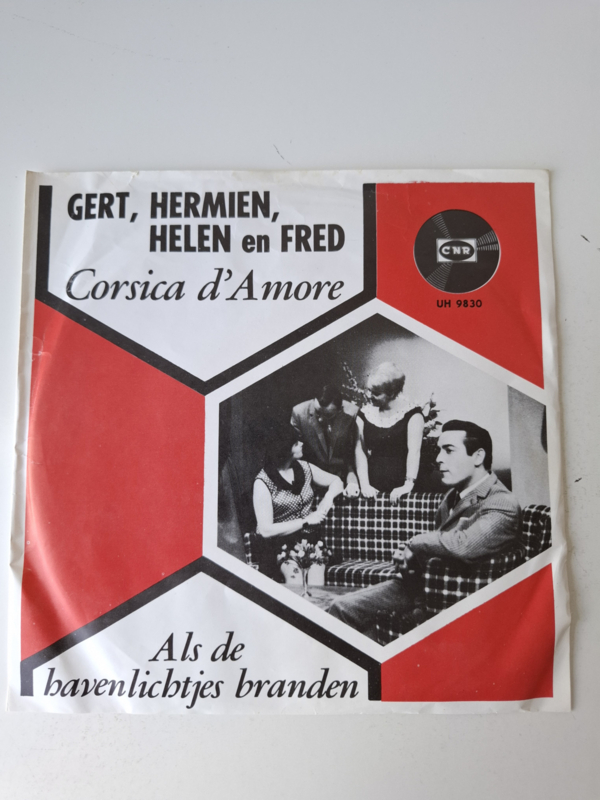 GERT, HERMIEN,
HELEN en FRED
Corsica d'Amore
CNR
UH 9830
Als de
havenlichtjes branden